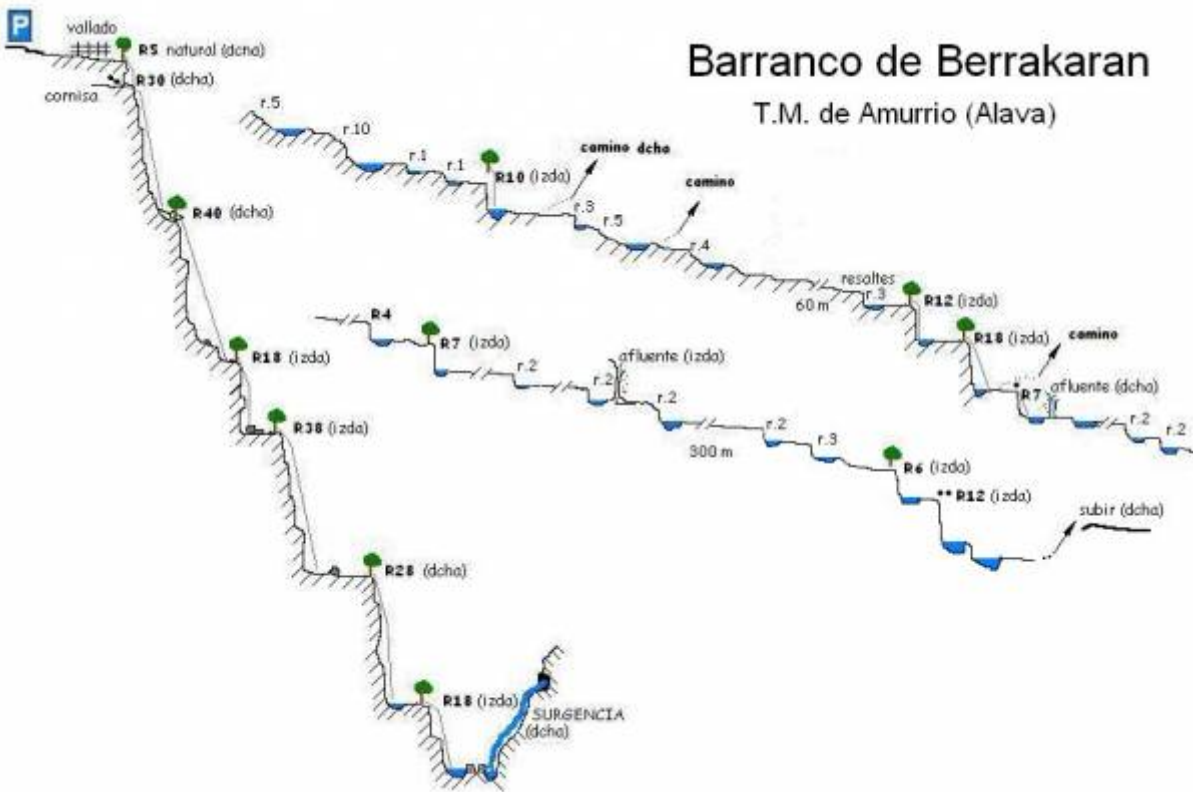 Barranco de Berrakaran
T.M. de Amurrio (Alava)
P
vallado
R5 natural (dcha)
R30 (dcha)
cornisa
R40 (dcha)
R18 (izda)
R38 (izda)
R28 (dcha)
R18 (izda)
SURGENCIA
(dcha)
r.5
r.10
r.1
r.1
R10 (izda)
camino dcha
r.3
r.5
camino
r.4
resaltes
60 m
r.3
R12 (izda)
R18 (izda)
camino
R7
afluente (dcha)
r.2
r.2
R4
R7 (izda)
r.2
r.2
afluente (izda)
r.2
300 m
r.2
r.3
R6 (izda)
R12 (izda)
subir (dcha)